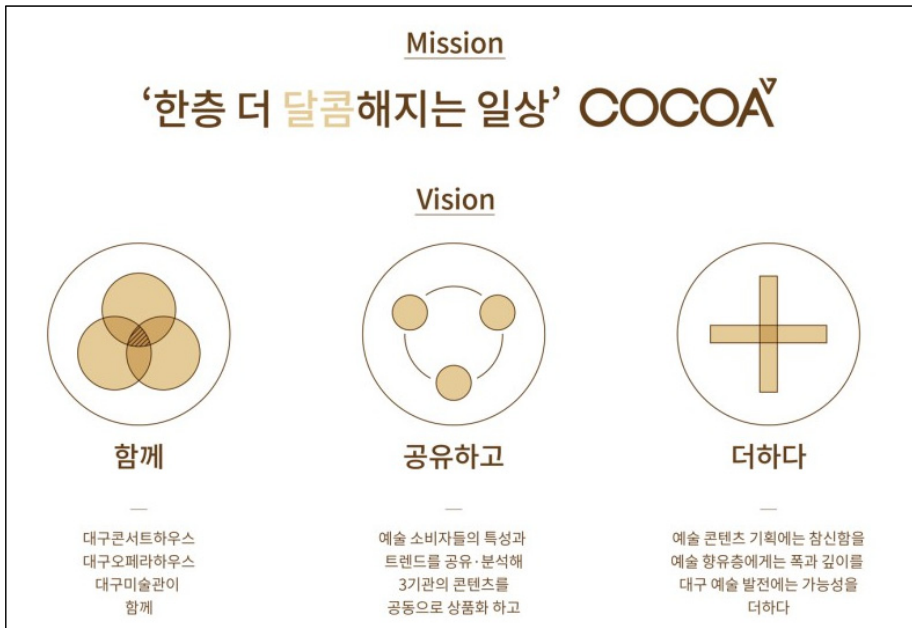 Mission
‘한층 더 달콤해지는 일상’ COCOA
Vision
함께
대구콘서트하우스
대구오페라하우스
대구미술관이
함께
공유하고
예술 소비자들의 특성과
트렌드를 공유·분석해
3기관의 콘텐츠를
공동으로 상품화 하고
더하다
예술 콘텐츠 기획에는 참신함을
예술 향유층에게는 폭과 깊이를
대구 예술 발전에는 가능성을
더하다